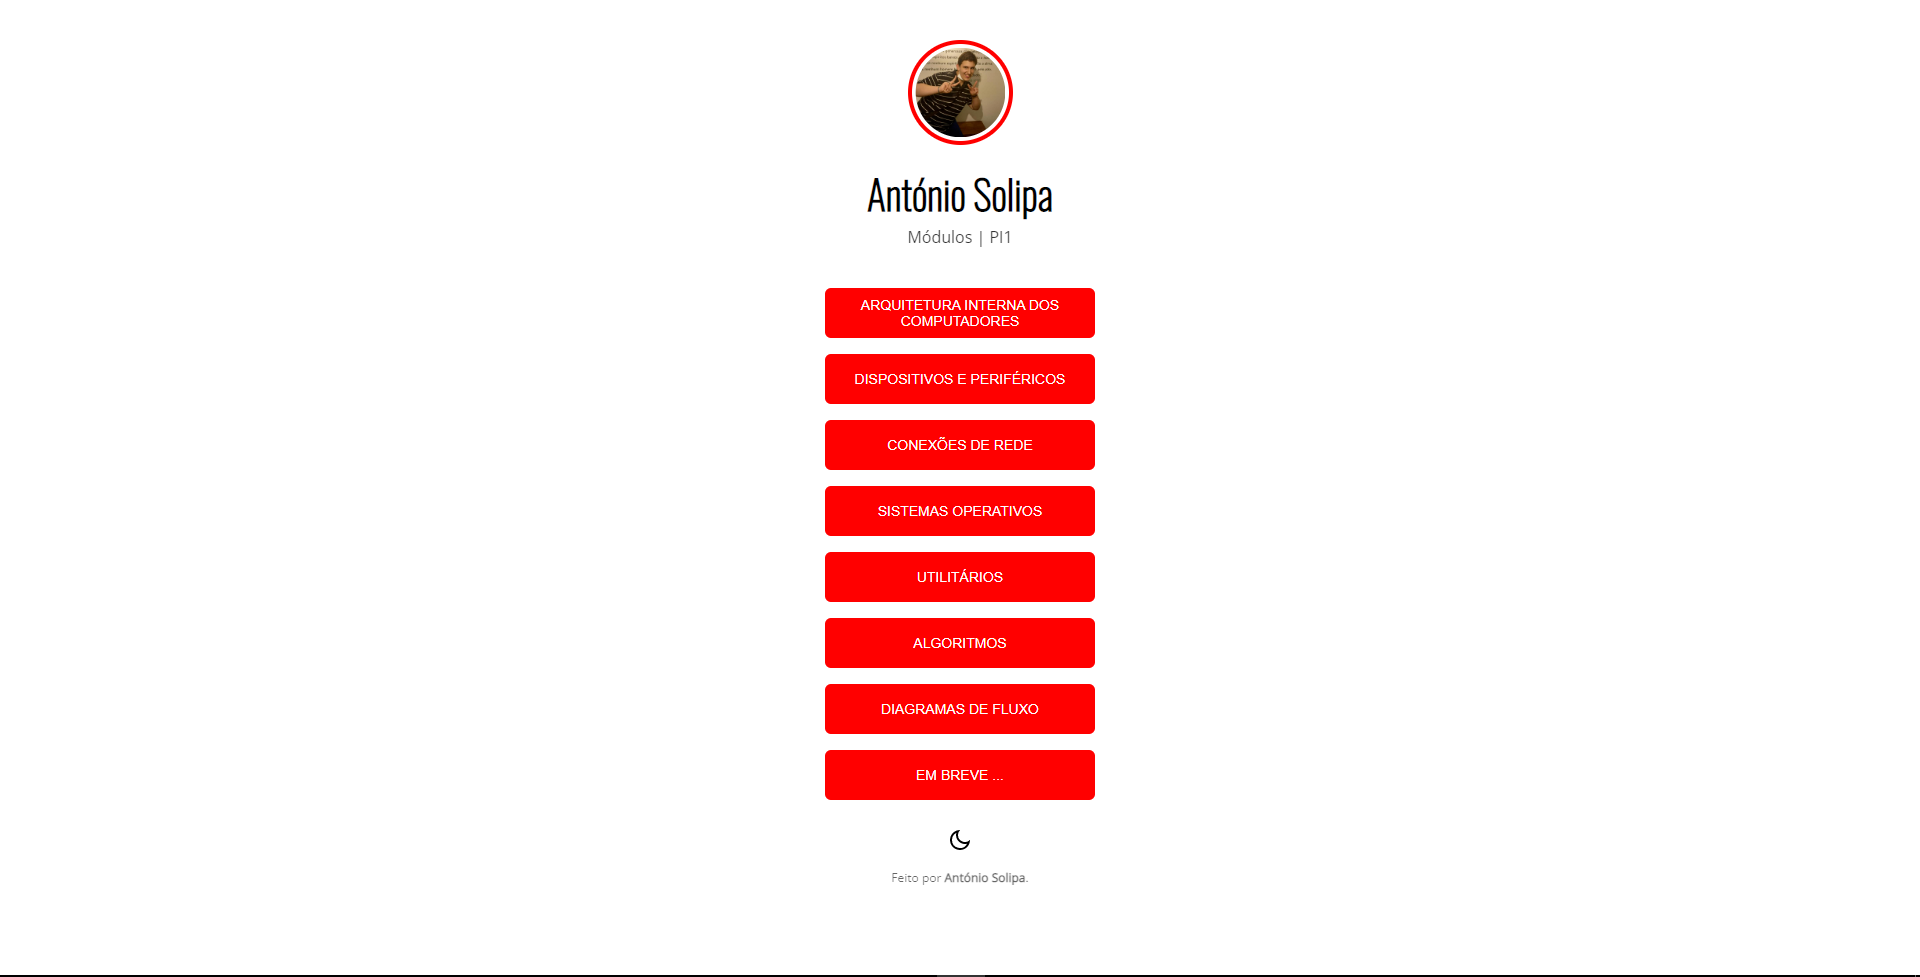 António Solipa
Módulos | PI1
ARQUITETURA INTERNA DOS
COMPUTADORES
DISPOSITIVOS E PERIFÉRICOS
CONEXÕES DE REDE
SISTEMAS OPERATIVOS
UTILITÁRIOS
ALGORITMOS
DIAGRAMAS DE FLUXO
EM BREVE ...
Feito por António Solipa.